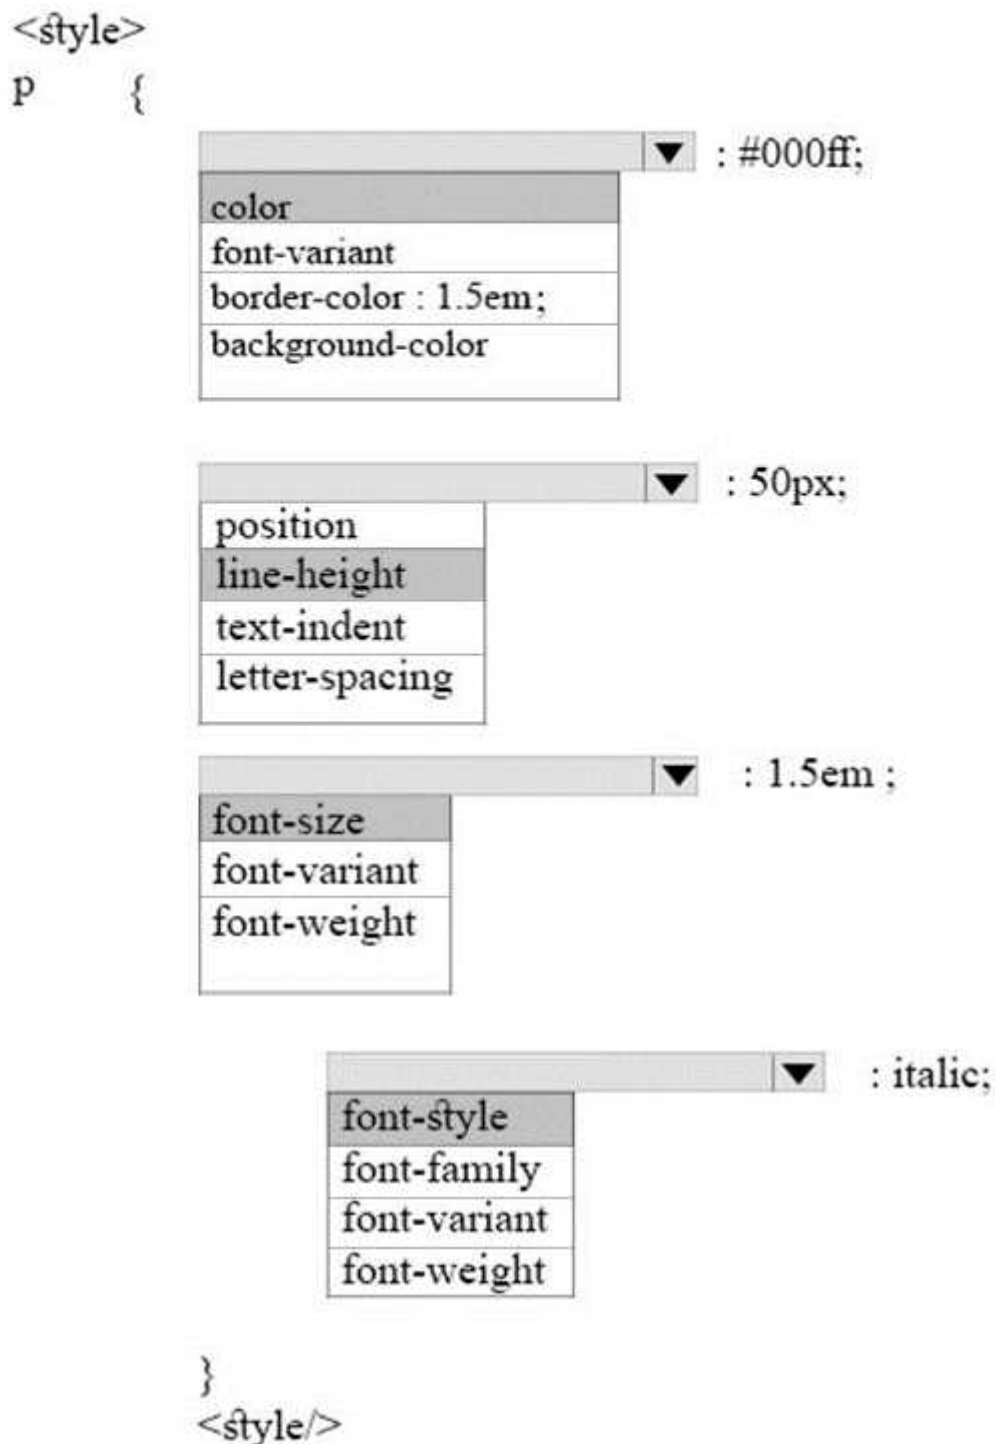 <style>
p {
: #000ff;
color
font-variant
border-color : 1.5em;
background-color
: 50px;
position
line-height
text-indent
letter-spacing
: 1.5em ;
font-size
font-variant
font-weight
: italic;
font-style
font-family
font-variant
font-weight
}
<style/>